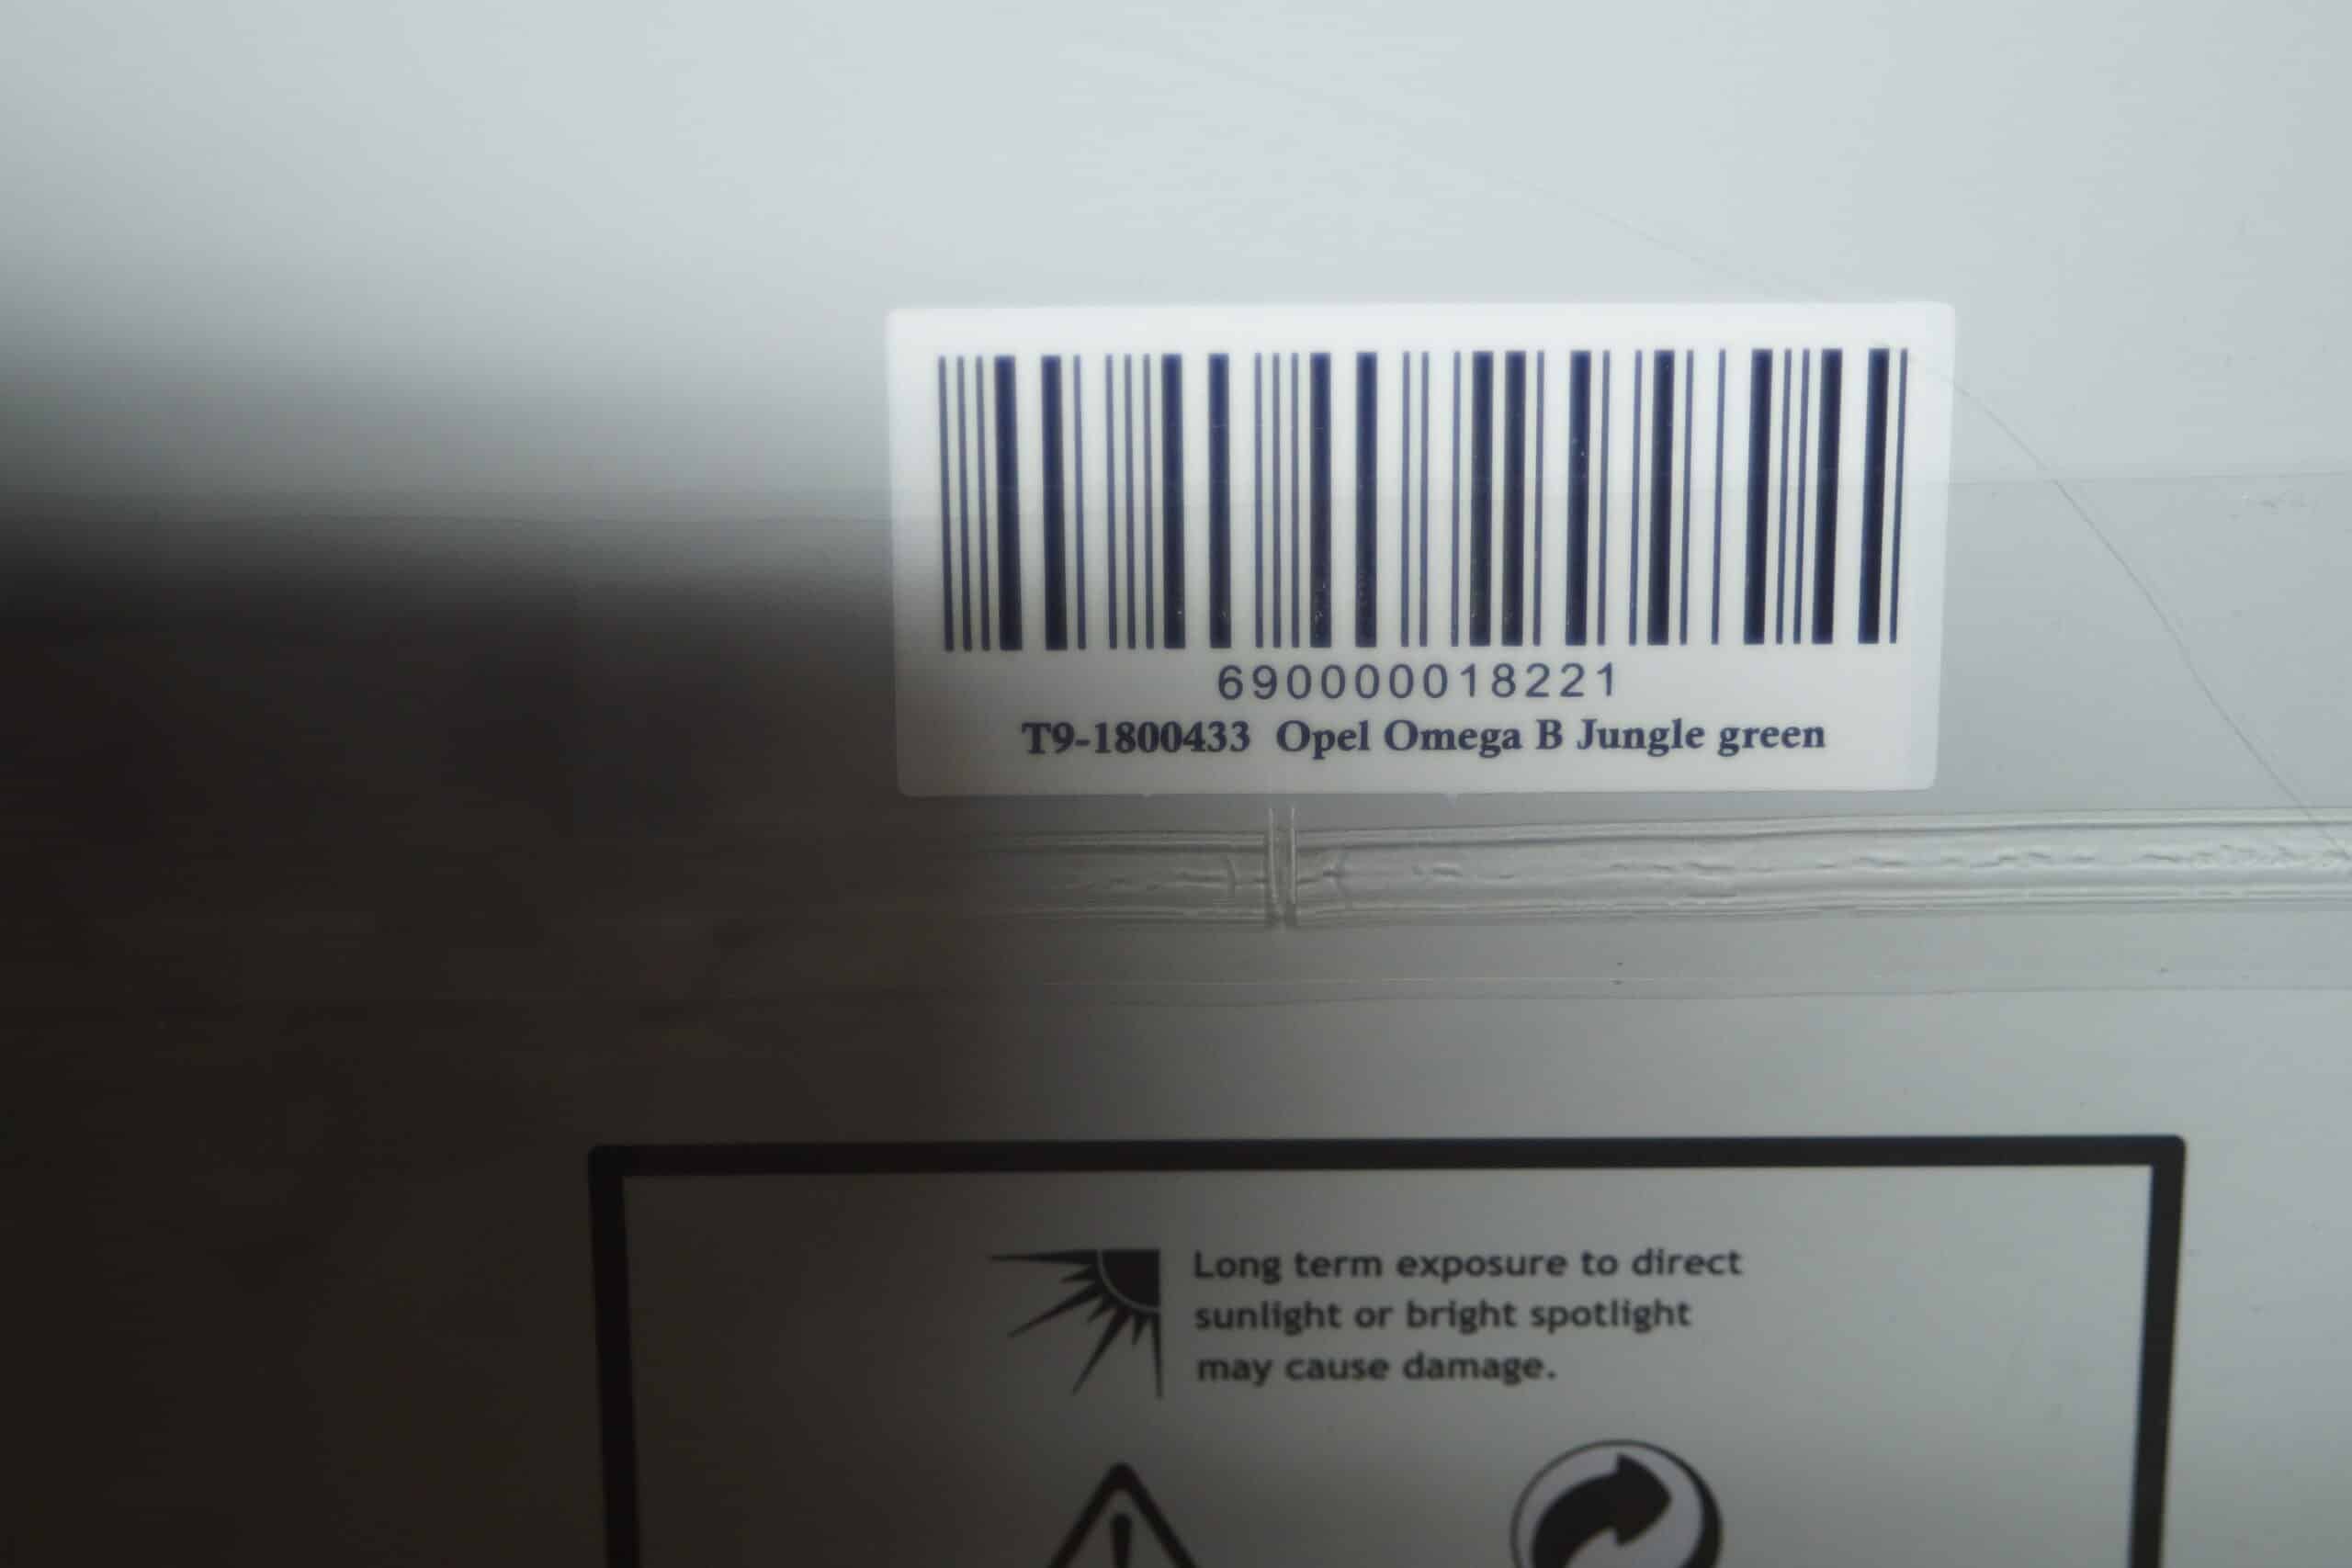 690000018221
T9-1800433 Opel Omega B Jungle green
Long term exposure to direct
sunlight or bright spotlight
may cause damage.